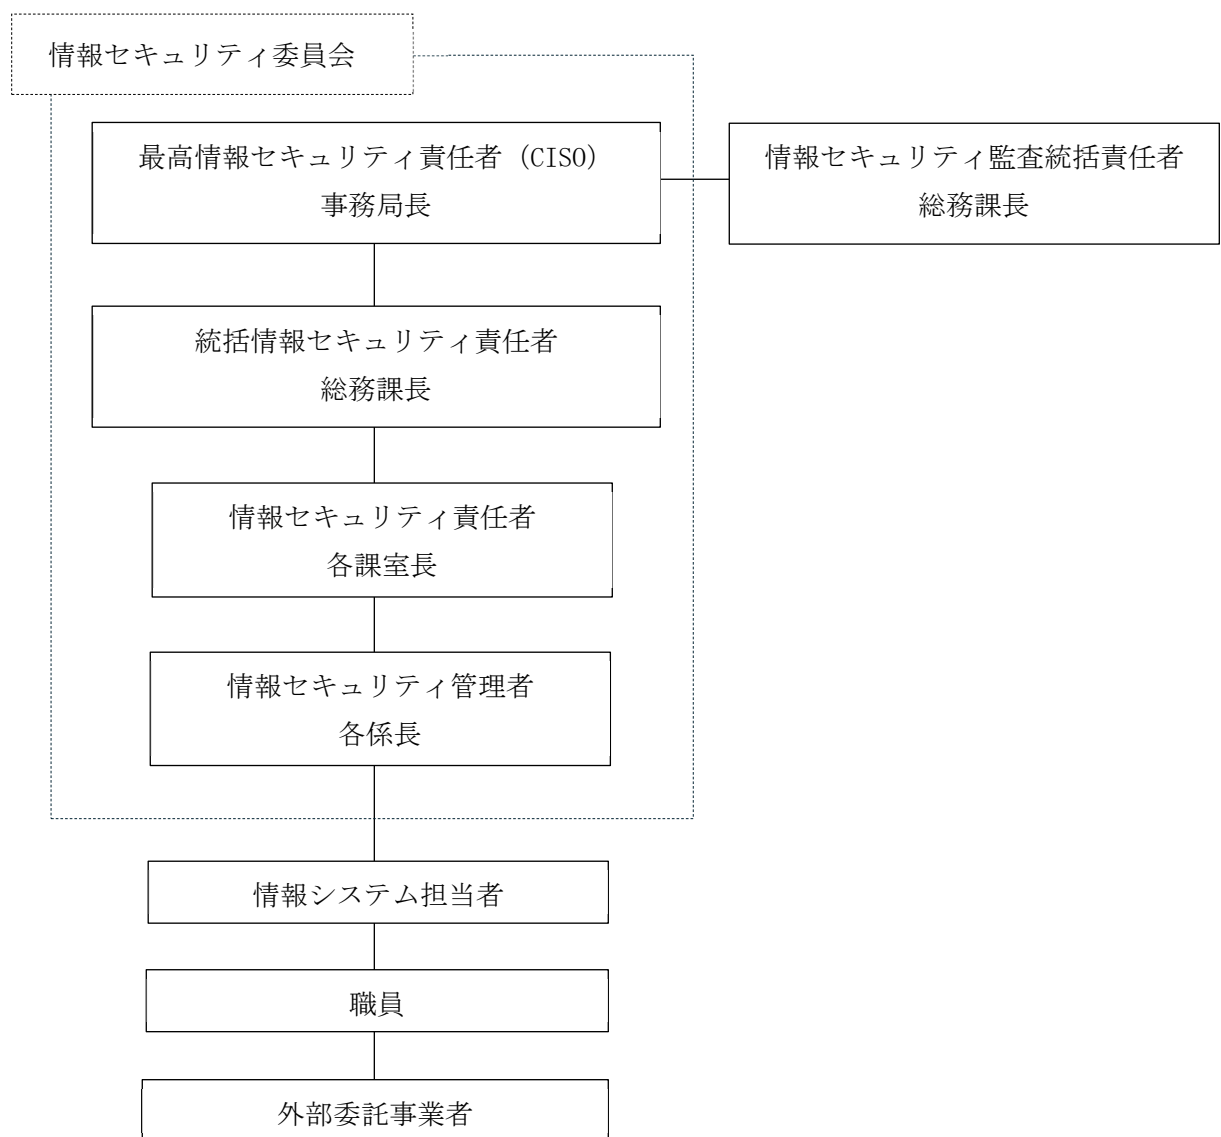 情報セキュリティ委員会
最高情報セキュリティ責任者（CISO）
事務局長
情報セキュリティ監査統括責任者
総務課長
統括情報セキュリティ責任者
総務課長
情報セキュリティ責任者
各課室長
情報セキュリティ管理者
各係長
情報システム担当者
職員
外部委託事業者